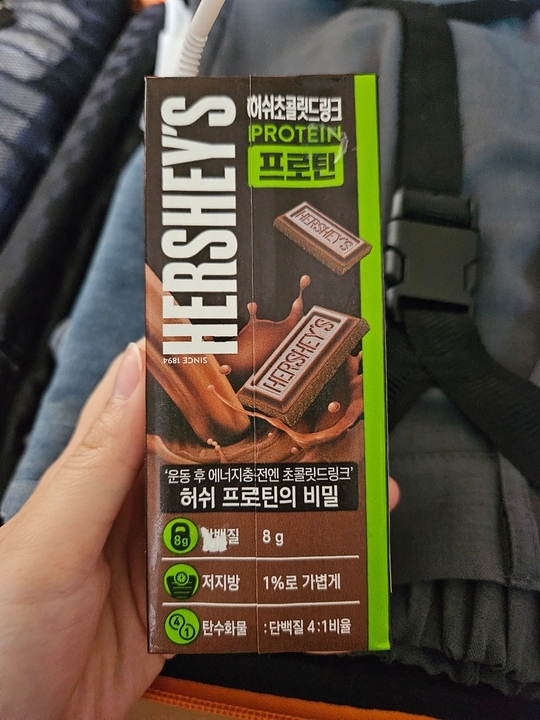 HERSHEY'S
SINCE 1894
허쉬초콜릿드링크
PROTEIN
프로틴
HERSHEY'S
HERSHEY'S
'운동 후 에너지충전엔 초콜릿드링크'
허쉬 프로틴의 비밀
8g
8 g
저지방 1%로 가볍게
4 1
탄수화물 : 단백질 4:1비율